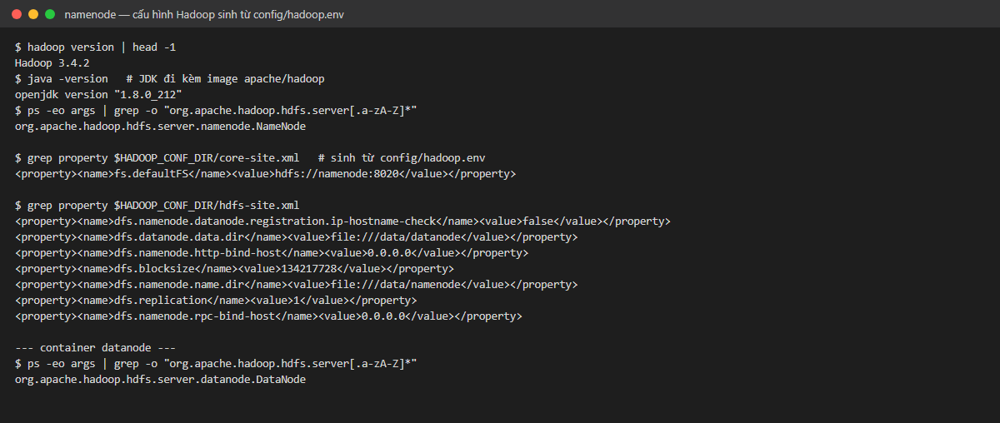 namenode — cấu hình Hadoop sinh từ config/hadoop.env
$ hadoop version | head -1
Hadoop 3.4.2
$ java -version   # JDK đi kèm image apache/hadoop
openjdk version "1.8.0_212"
$ ps -eo args | grep -o "org.apache.hadoop.hdfs.server[.a-zA-Z]*"
org.apache.hadoop.hdfs.server.namenode.NameNode
$ grep property $HADOOP_CONF_DIR/core-site.xml   # sinh từ config/hadoop.env
<property><name>fs.defaultFS</name><value>hdfs://namenode:8020</value></property>
$ grep property $HADOOP_CONF_DIR/hdfs-site.xml
<property><name>dfs.namenode.datanode.registration.ip-hostname-check</name><value>false</value></property>
<property><name>dfs.datanode.data.dir</name><value>file:///data/datanode</value></property>
<property><name>dfs.namenode.http-bind-host</name><value>0.0.0.0</value></property>
<property><name>dfs.blocksize</name><value>134217728</value></property>
<property><name>dfs.namenode.name.dir</name><value>file:///data/namenode</value></property>
<property><name>dfs.replication</name><value>1</value></property>
<property><name>dfs.namenode.rpc-bind-host</name><value>0.0.0.0</value></property>
--- container datanode ---
$ ps -eo args | grep -o "org.apache.hadoop.hdfs.server[.a-zA-Z]*"
org.apache.hadoop.hdfs.server.datanode.DataNode